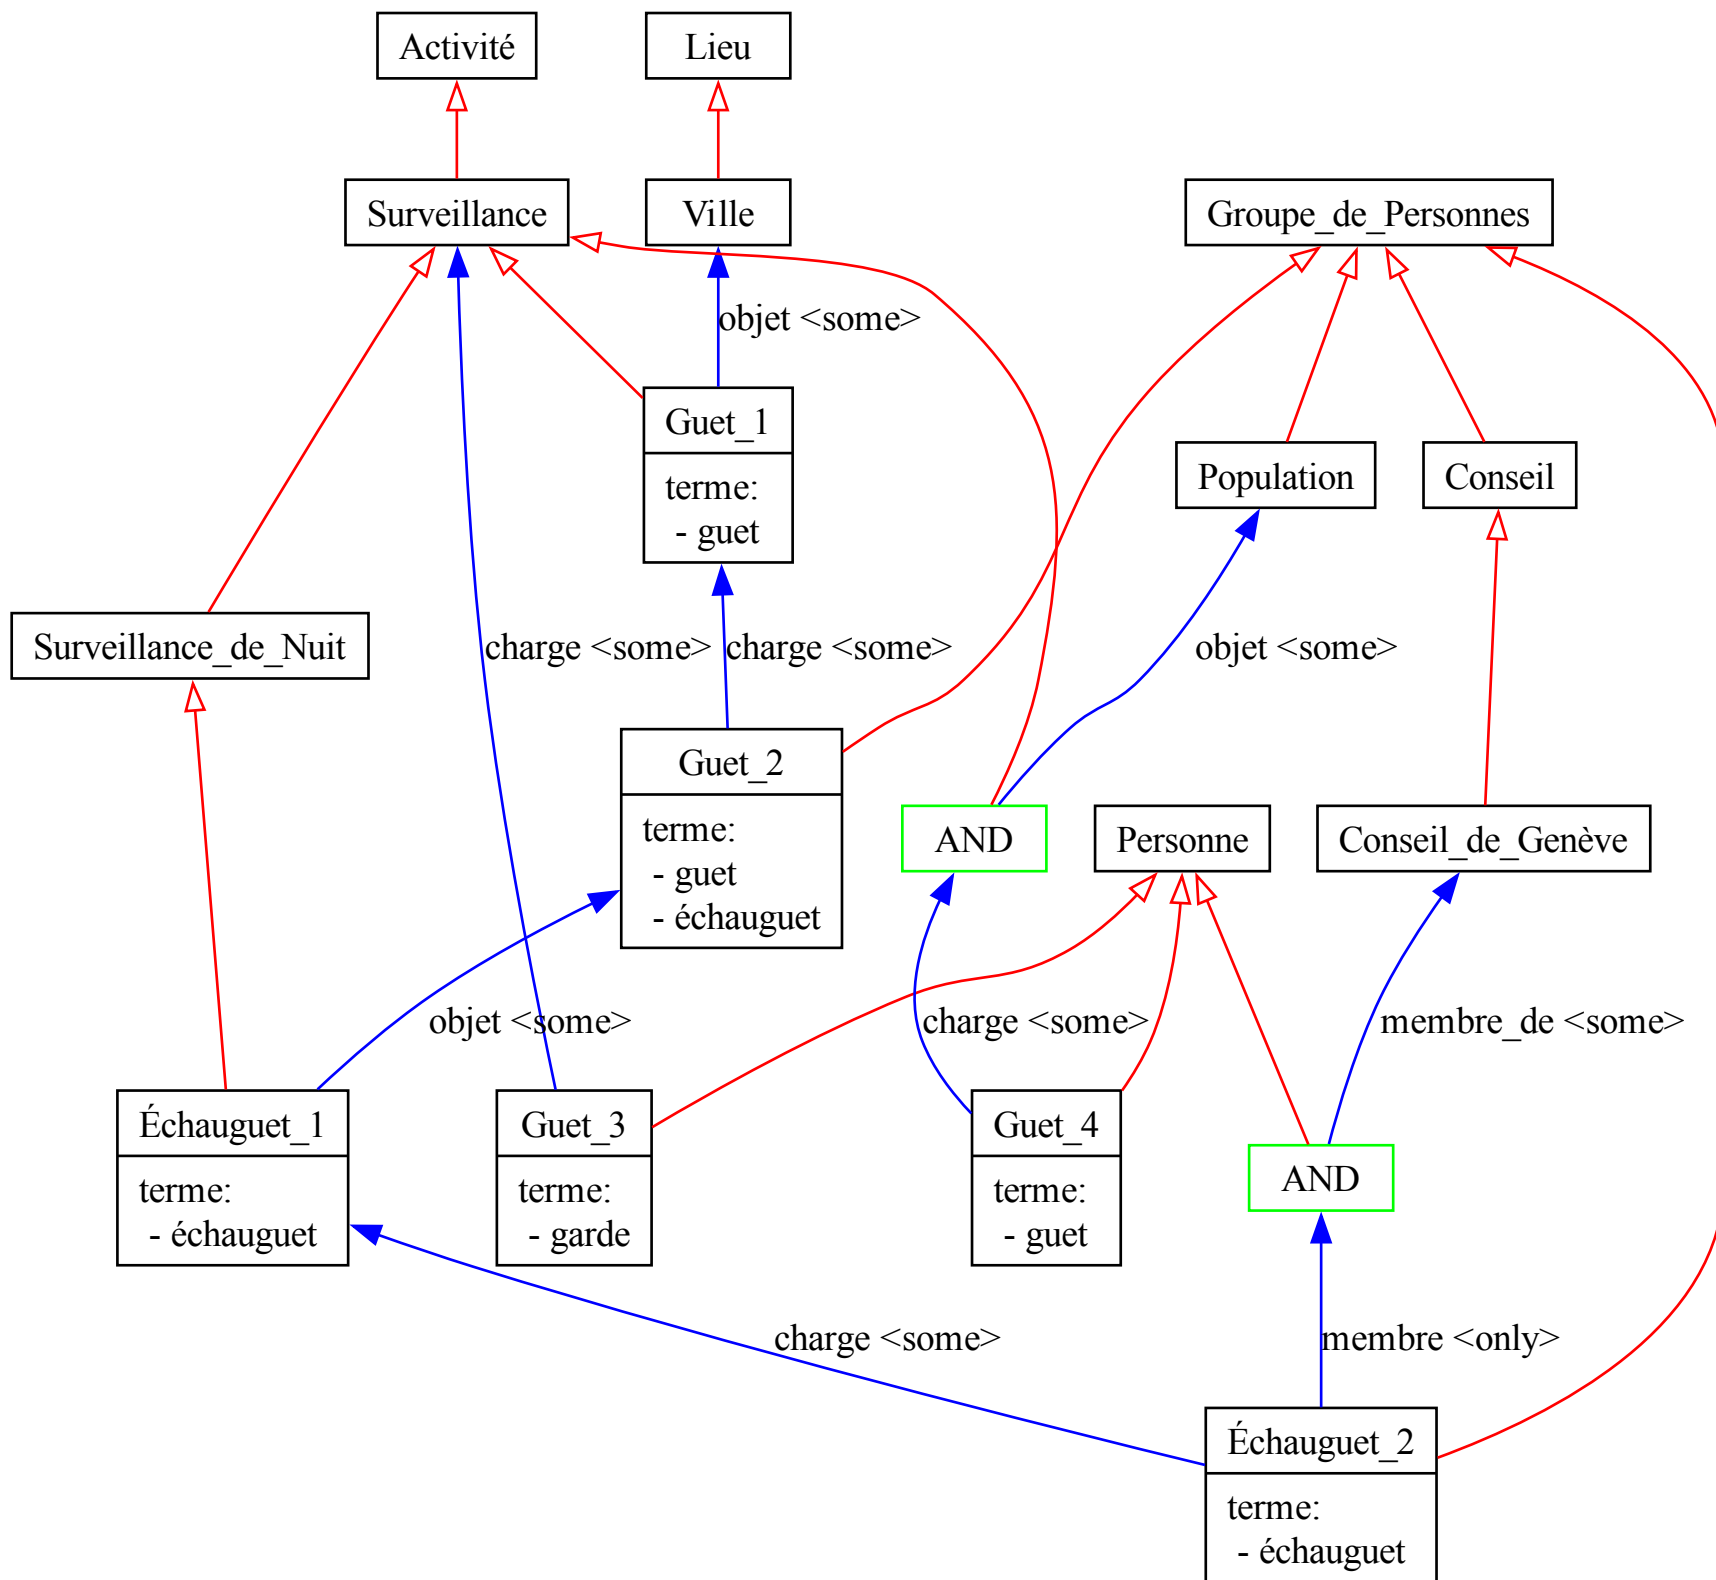 Activité
Lieu
Surveillance
Ville
Groupe_de_Personnes
objet <some>
Guet_1
terme:
- guet
Population
Conseil
Surveillance_de_Nuit
charge <some>
charge <some>
objet <some>
Guet_2
terme:
- guet
- échauguet
AND
Personne
Conseil_de_Genève
objet <some>
charge <some>
membre_de <some>
Échauguet_1
terme:
- échauguet
Guet_3
terme:
- garde
Guet_4
terme:
- guet
AND
charge <some>
membre <only>
Échauguet_2
terme:
- échauguet